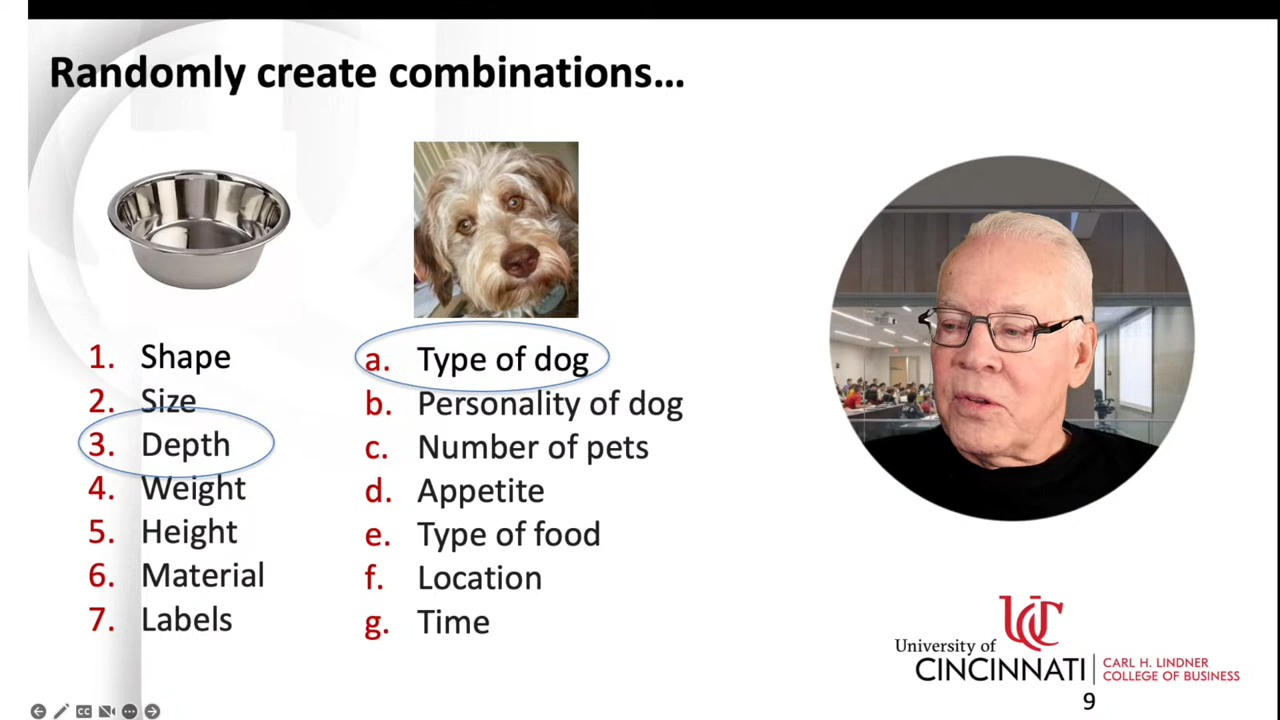 Randomly create combinations...
1. Shape
2. Size
3. Depth
4. Weight
5. Height
6. Material
7. Labels
a. Type of dog
b. Personality of dog
c. Number of pets
d. Appetite
e. Type of food
f. Location
g. Time
UC
University of
CINCINNATI
CARL H. LINDNER
COLLEGE OF BUSINESS
9
CC